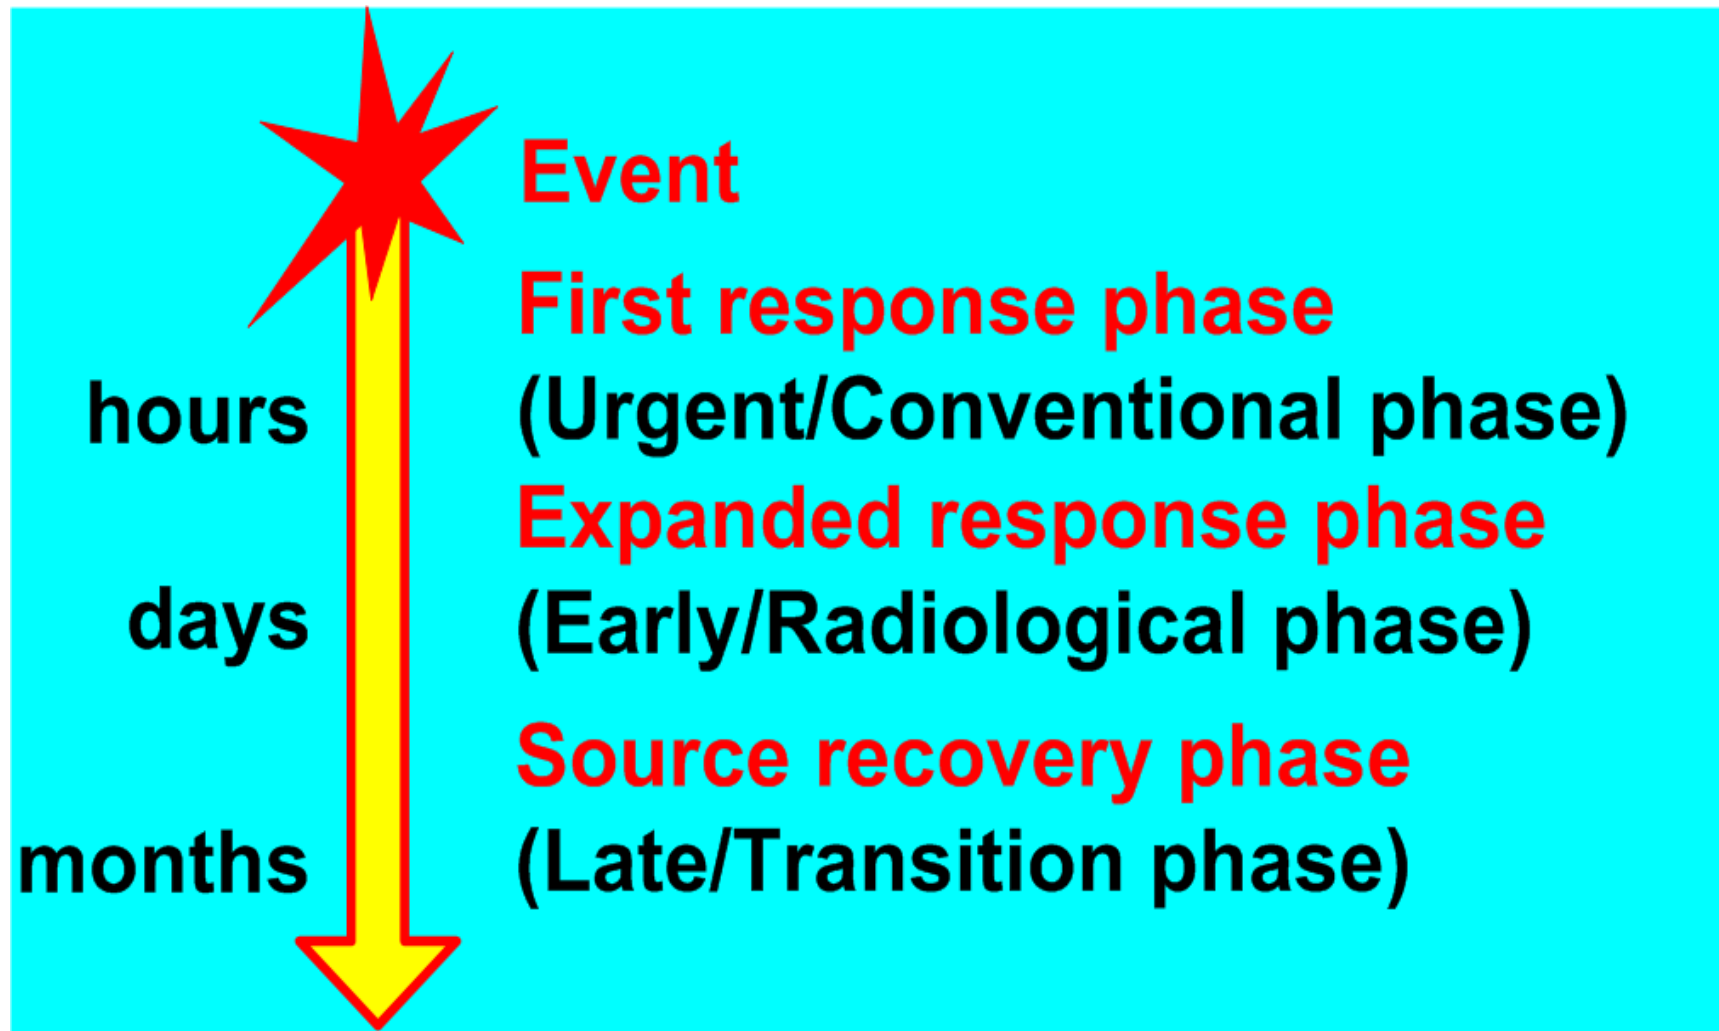 Event
First response phase
hours
(Urgent/Conventional phase)
Expanded response phase
days
(Early/Radiological phase)
Source recovery phase
months
(Late/Transition phase)